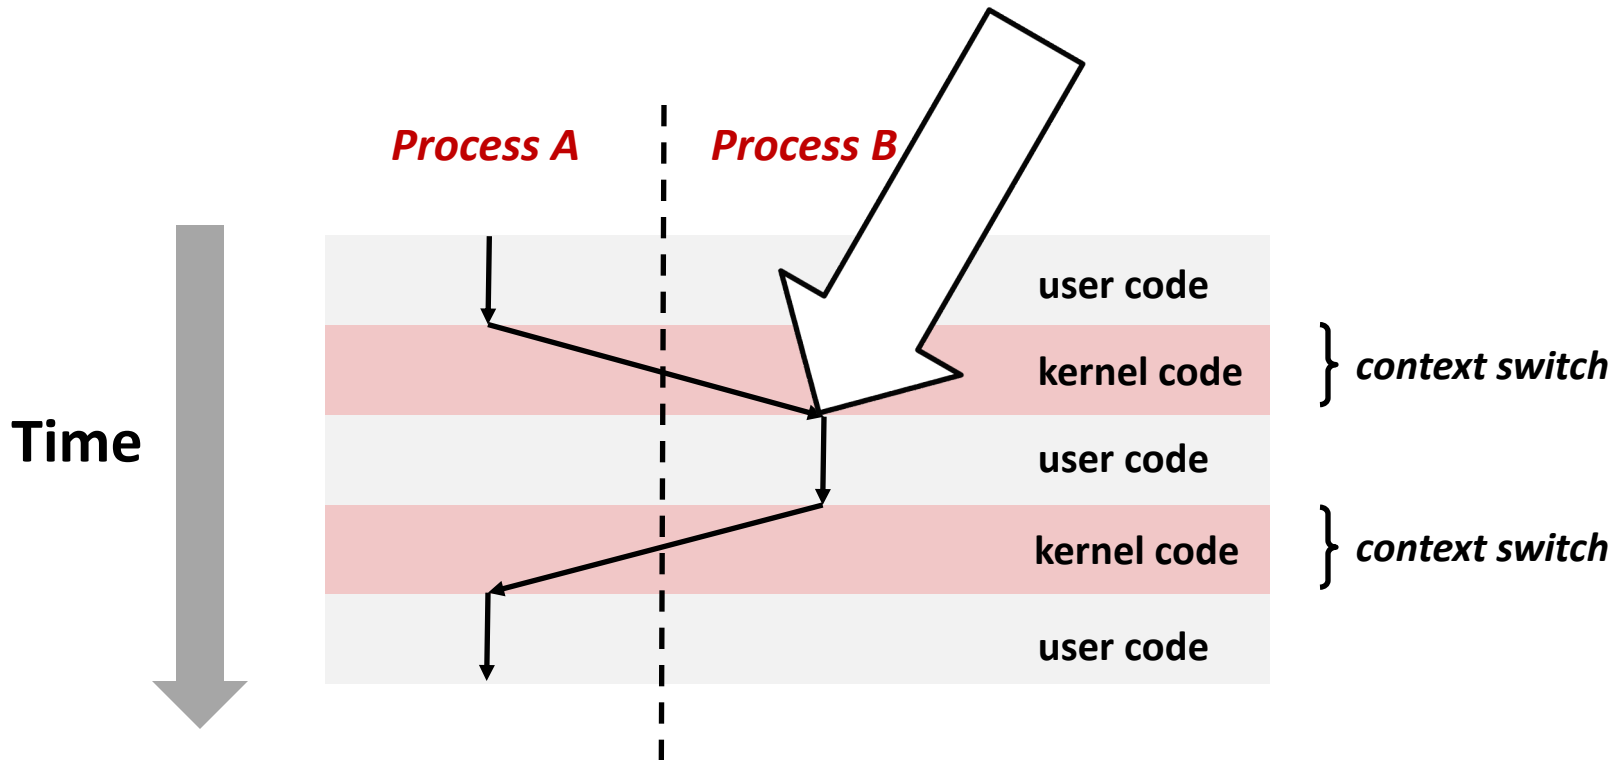 Process A
Process B
user code
kernel code
context switch
Time
user code
kernel code
context switch
user code